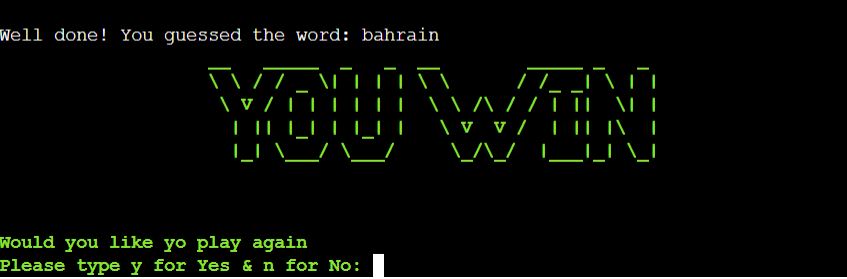 Well done! You guessed the word: bahrain
YOU WIN
Would you like yo play again
Please type y for Yes & n for No: